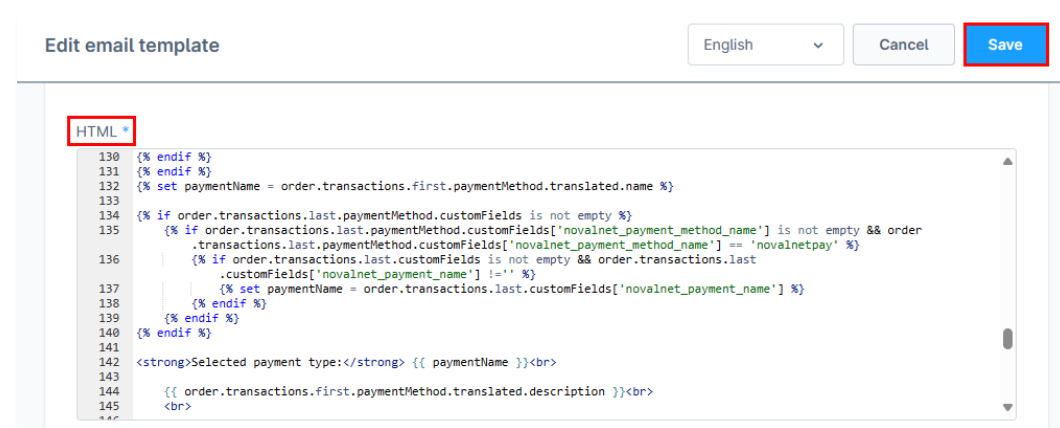 Edit email template
English
Cancel
Save
HTML *
130 {% endif %}
131 {% endif %}
132 {% set paymentName = order.transactions.first.paymentMethod.translated.name %}
133
134 {% if order.transactions.last.paymentMethod.customFields is not empty %}
135 {% if order.transactions.last.paymentMethod.customFields['novalnet_payment_method_name'] is not empty && order
.transactions.last.paymentMethod.customFields['novalnet_payment_method_name'] == 'novalnetpay' %}
136 {% if order.transactions.last.customFields is not empty && order.transactions.last
.customFields['novalnet_payment_name'] !='' %}
137 {% set paymentName = order.transactions.last.customFields['novalnet_payment_name'] %}
138 {% endif %}
139 {% endif %}
140 {% endif %}
141
142 <strong>Selected payment type:</strong> {{ paymentName }}<br>
143
144 {{ order.transactions.first.paymentMethod.translated.description }}<br>
145 <br>